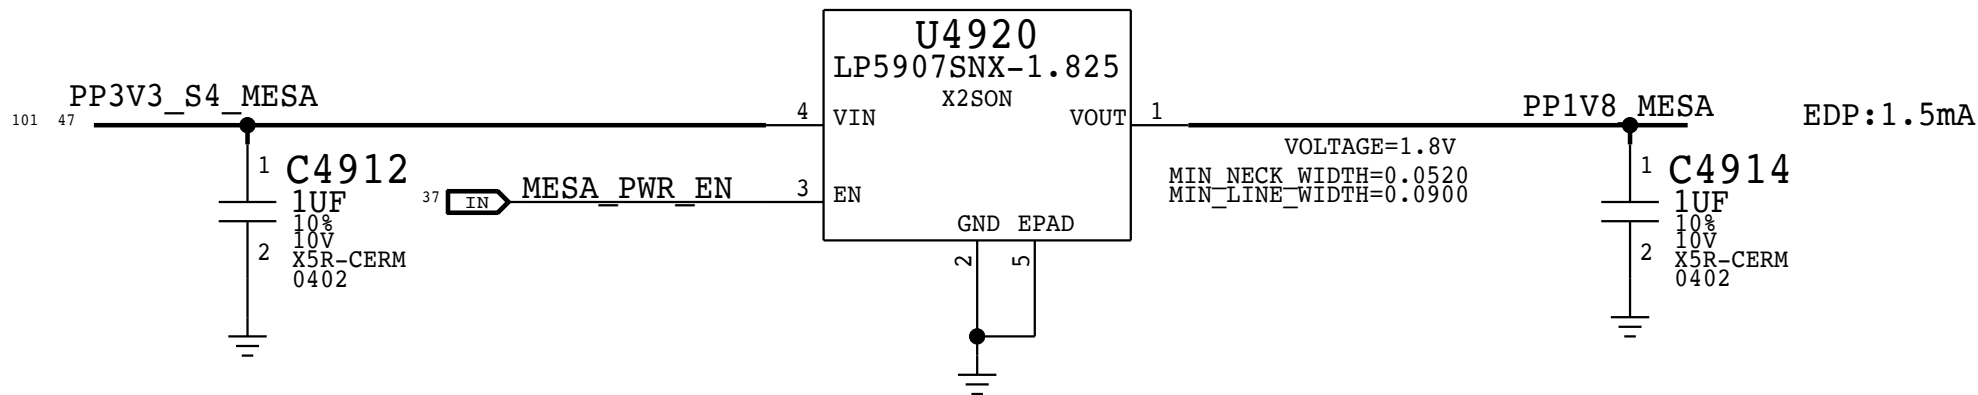 U4920
LP5907SNX-1.825
X2SON
PP3V3_S4_MESA
101 47
4
VIN
VOUT
1
PP1V8_MESA
EDP:1.5mA
VOLTAGE=1.8V
MIN_NECK_WIDTH=0.0520
MIN_LINE_WIDTH=0.0900
1
C4912
1UF
10%
10V
X5R-CERM
0402
2
37
IN
MESA_PWR_EN
3
EN
GND EPAD
2
5
1
C4914
1UF
10%
10V
X5R-CERM
0402
2